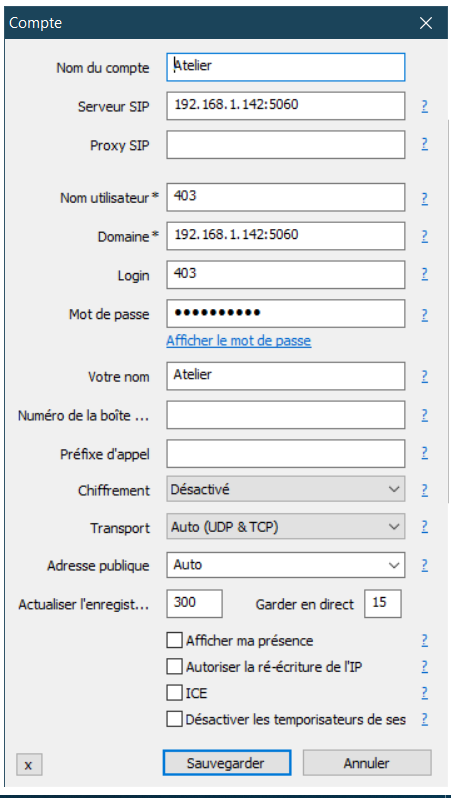 Compte
Nom du compte Atelier
Serveur SIP 192.168.1.142:5060 ?
Proxy SIP ?
Nom utilisateur * 403 ?
Domaine * 192.168.1.142:5060 ?
Login 403 ?
Mot de passe ●●●●●●●●●● ?
Afficher le mot de passe
Votre nom Atelier ?
Numéro de la boîte ... ?
Préfixe d'appel ?
Chiffrement Désactivé ?
Transport Auto (UDP & TCP) ?
Adresse publique Auto ?
Actualiser l'enregist... 300 Garder en direct 15 ?
Afficher ma présence ?
Autoriser la ré-écriture de l'IP ?
ICE ?
Désactiver les temporisateurs de ses ?
x Sauvegarder Annuler